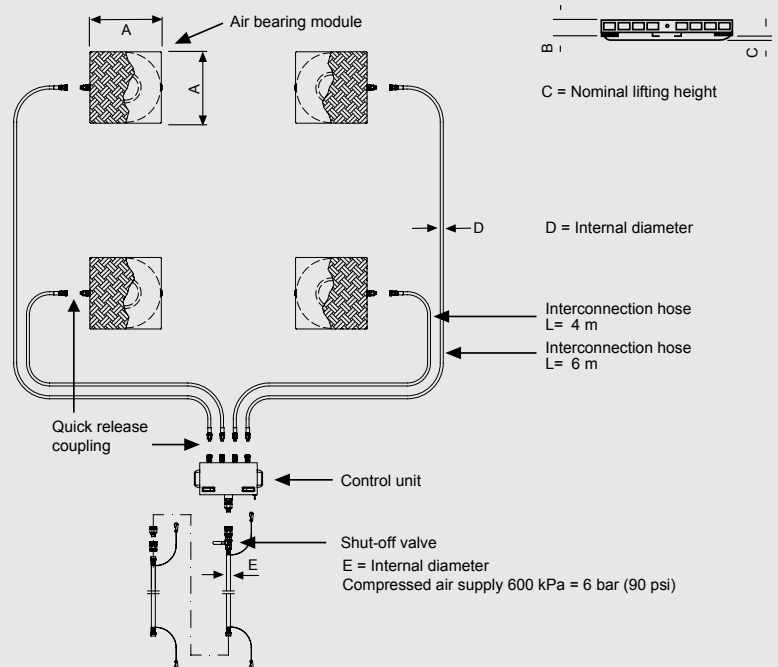 A
Air bearing module
A
B
C
C = Nominal lifting height
D
D = Internal diameter
Interconnection hose
L= 4 m
Interconnection hose
L= 6 m
Quick release
coupling
Control unit
Shut-off valve
E
E = Internal diameter
Compressed air supply 600 kPa = 6 bar (90 psi)